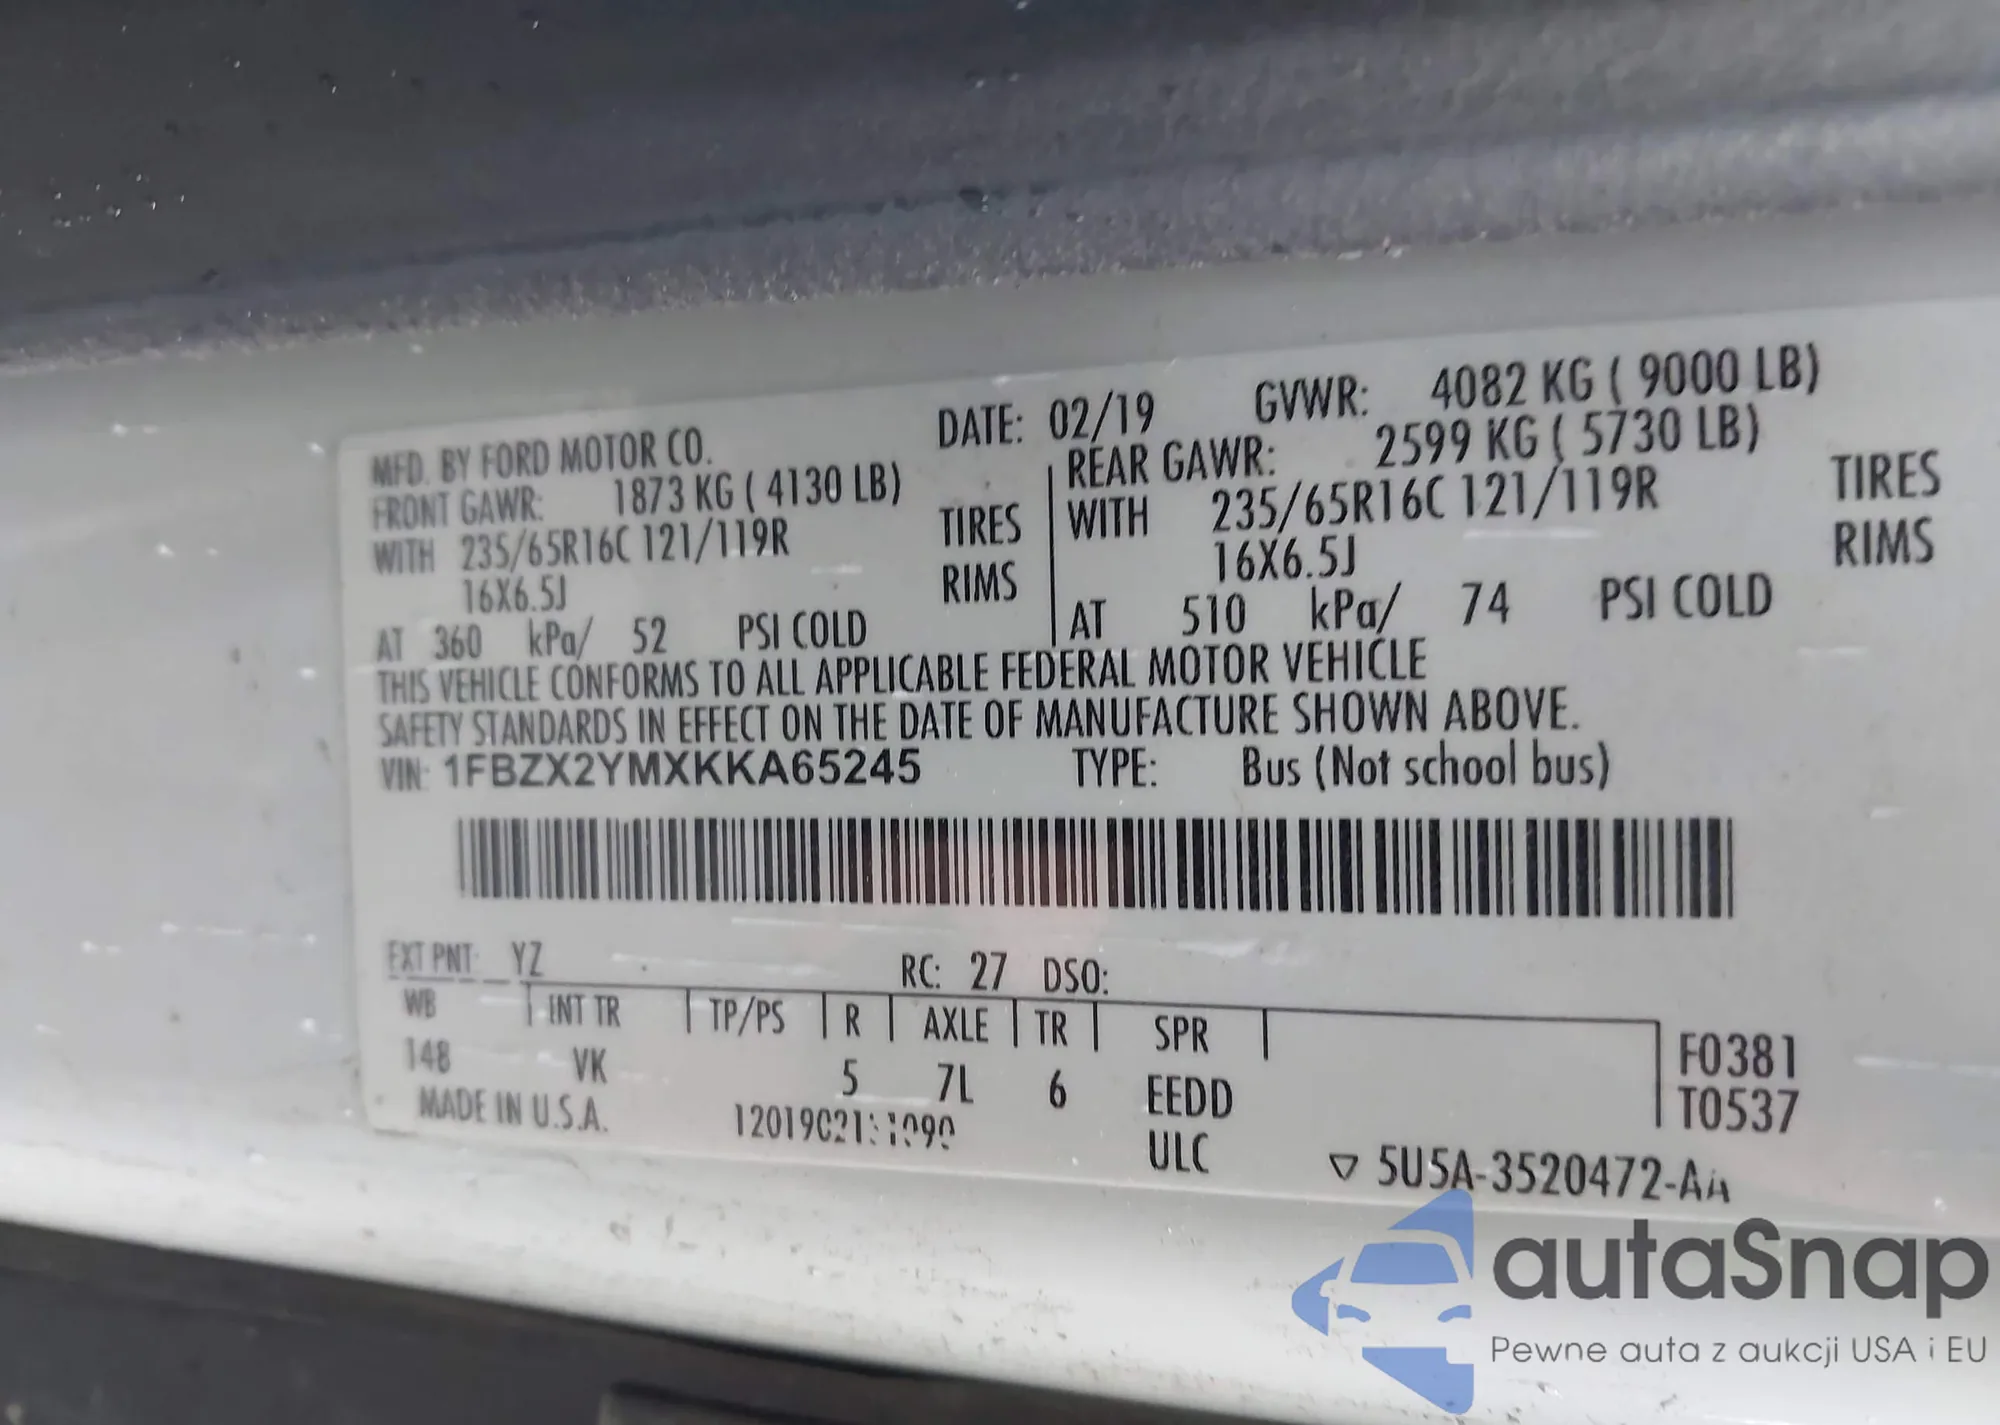 MFD. BY FORD MOTOR CO. DATE: 02/19 GVWR: 4082 KG ( 9000 LB)
FRONT GAWR: 1873 KG ( 4130 LB) REAR GAWR: 2599 KG ( 5730 LB)
WITH 235/65R16C 121/119R TIRES WITH 235/65R16C 121/119R TIRES
16X6.5J RIMS 16X6.5J RIMS
AT 360 kPa/ 52 PSI COLD AT 510 kPa/ 74 PSI COLD
THIS VEHICLE CONFORMS TO ALL APPLICABLE FEDERAL MOTOR VEHICLE
SAFETY STANDARDS IN EFFECT ON THE DATE OF MANUFACTURE SHOWN ABOVE.
VIN: 1FBZX2YMXKKA65245 TYPE: Bus (Not school bus)
EXT PNT: YZ RC: 27 DSO:
WB INT TR TP/PS R AXLE TR SPR F0381
148 VK 5 7L 6 EEDD T0537
MADE IN U.S.A. ULC
▽ 5U5A-3520472-AA
autaSnap
Pewne auta z aukcji USA i EU